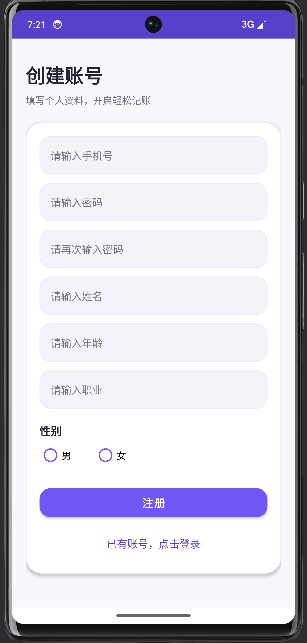 7:21
3G
创建账号
填写个人资料，开启轻松记账
请输入手机号
请输入密码
请再次输入密码
请输入姓名
请输入年龄
请输入职业
性别
男 女
注册
已有账号，点击登录